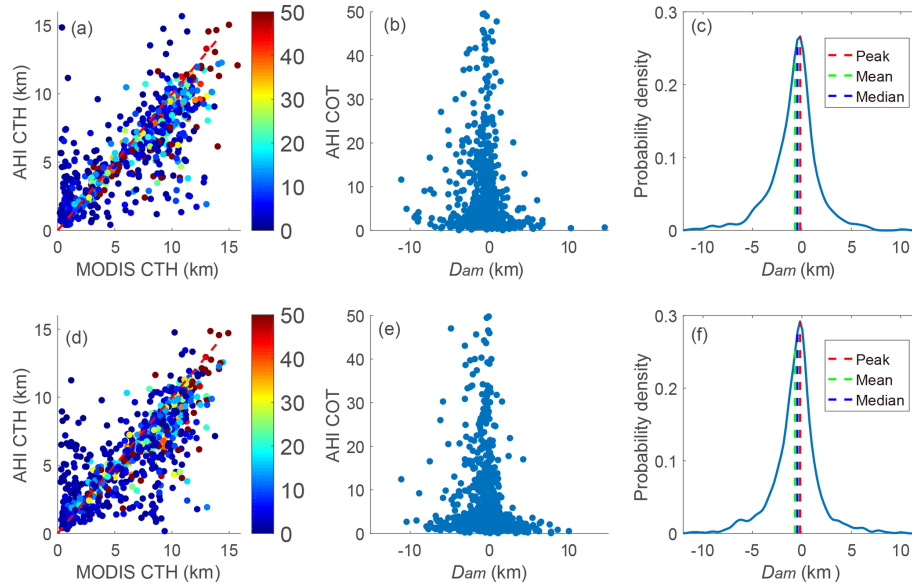 (a)
AHI CTH (km)
15
10
5
0
0 5 10 15
MODIS CTH (km)
50
40
30
20
10
0
(b)
AHI COT
50
40
30
20
10
0
-10 0 10
Dam (km)
(c)
Probability density
0.3
0.2
0.1
0
-10 -5 0 5 10
Dam (km)
Peak
Mean
Median
(d)
AHI CTH (km)
15
10
5
0
0 5 10 15
MODIS CTH (km)
50
40
30
20
10
0
(e)
AHI COT
50
40
30
20
10
0
-10 0 10
Dam (km)
(f)
Probability density
0.3
0.2
0.1
0
-10 -5 0 5 10
Dam (km )
Peak
Mean
Median